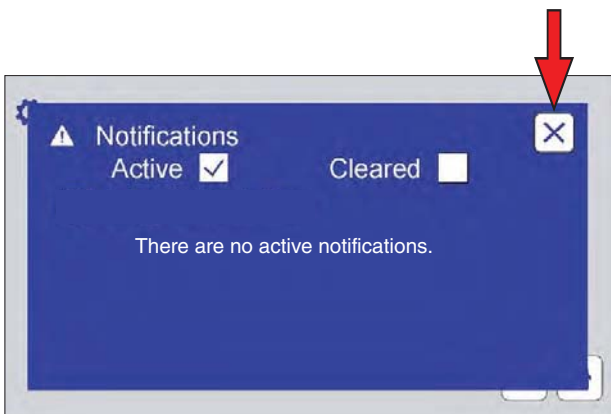 Notifications
Active Cleared
There are no active notifications.